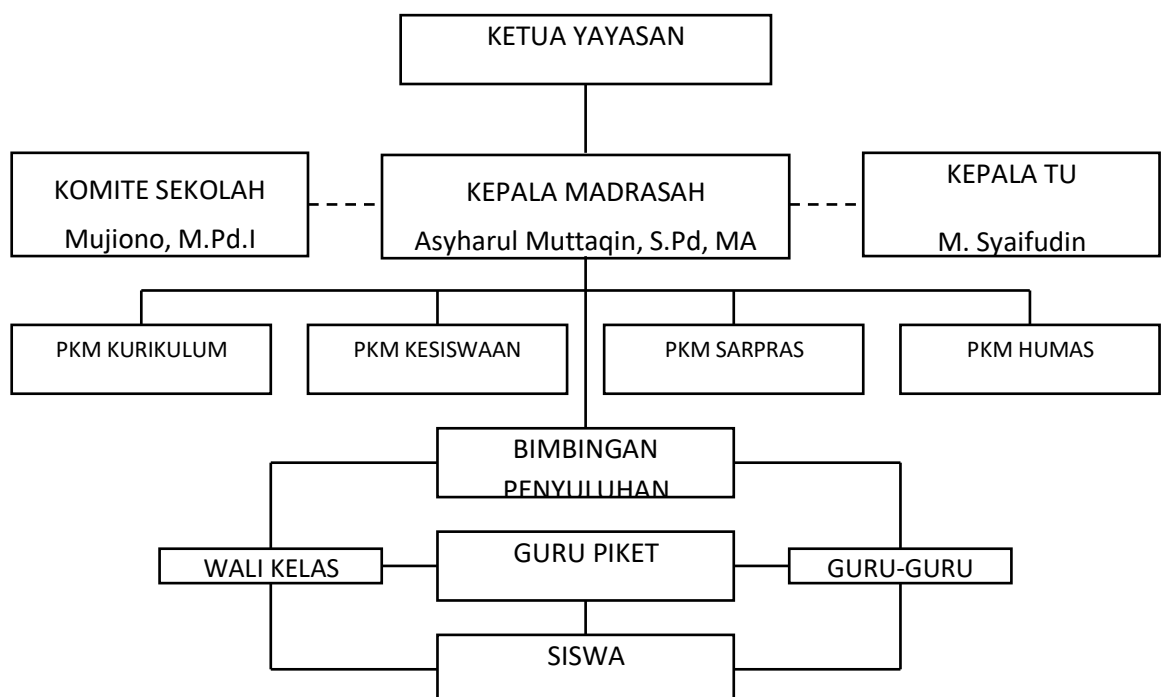 KETUA YAYASAN
KOMITE SEKOLAH
Mujiono, M.Pd.I
KEPALA MADRASAH
Asyharul Muttaqin, S.Pd, MA
KEPALA TU
M. Syaifudin
PKM KURIKULUM
PKM KESISWAAN
PKM SARPRAS
PKM HUMAS
BIMBINGAN
PENYULUHAN
WALI KELAS
GURU PIKET
GURU-GURU
SISWA